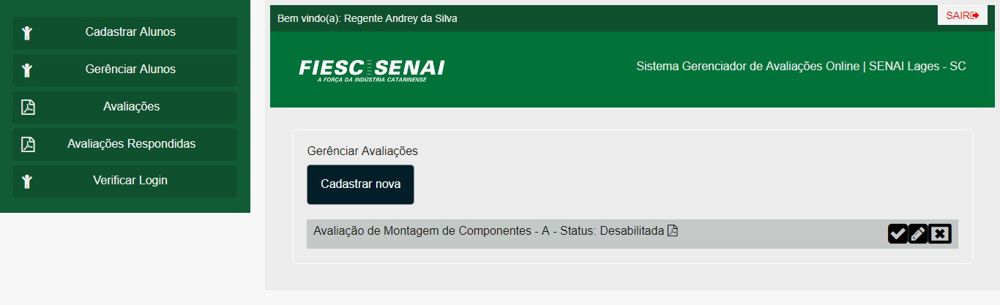 Cadastrar Alunos
Gerênciar Alunos
Avaliações
Avaliações Respondidas
Verificar Login
Bem vindo(a): Regente Andrey da Silva
SAIR
FIESC SENAI
A FORÇA DA INDÚSTRIA CATARINENSE
Sistema Gerenciador de Avaliações Online | SENAI Lages - SC
Gerênciar Avaliações
Cadastrar nova
Avaliação de Montagem de Componentes - A - Status: Desabilitada